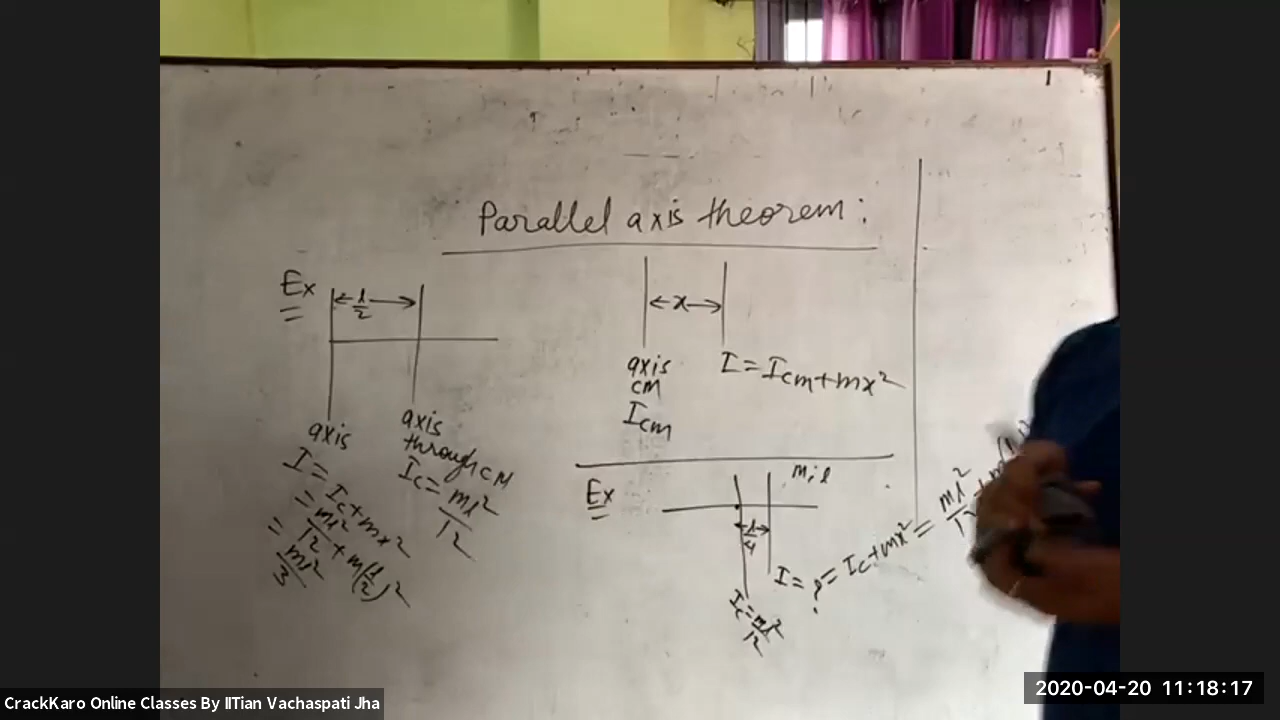 Parallel axis theorem:
Ex
l/2
axis
I = Ic + mx²
= ml²/12 + m(l/2)²
= ml²/3
axis
through CM
Ic = ml²/12
x
axis
CM
Icm
I = Icm + mx²
Ex
m, l
l/4
Ic = ml²/12
I = ? = Ic + mx² = ml²/12
CrackKaro Online Classes By IITian Vachaspati Jha
2020-04-20 11:18:17